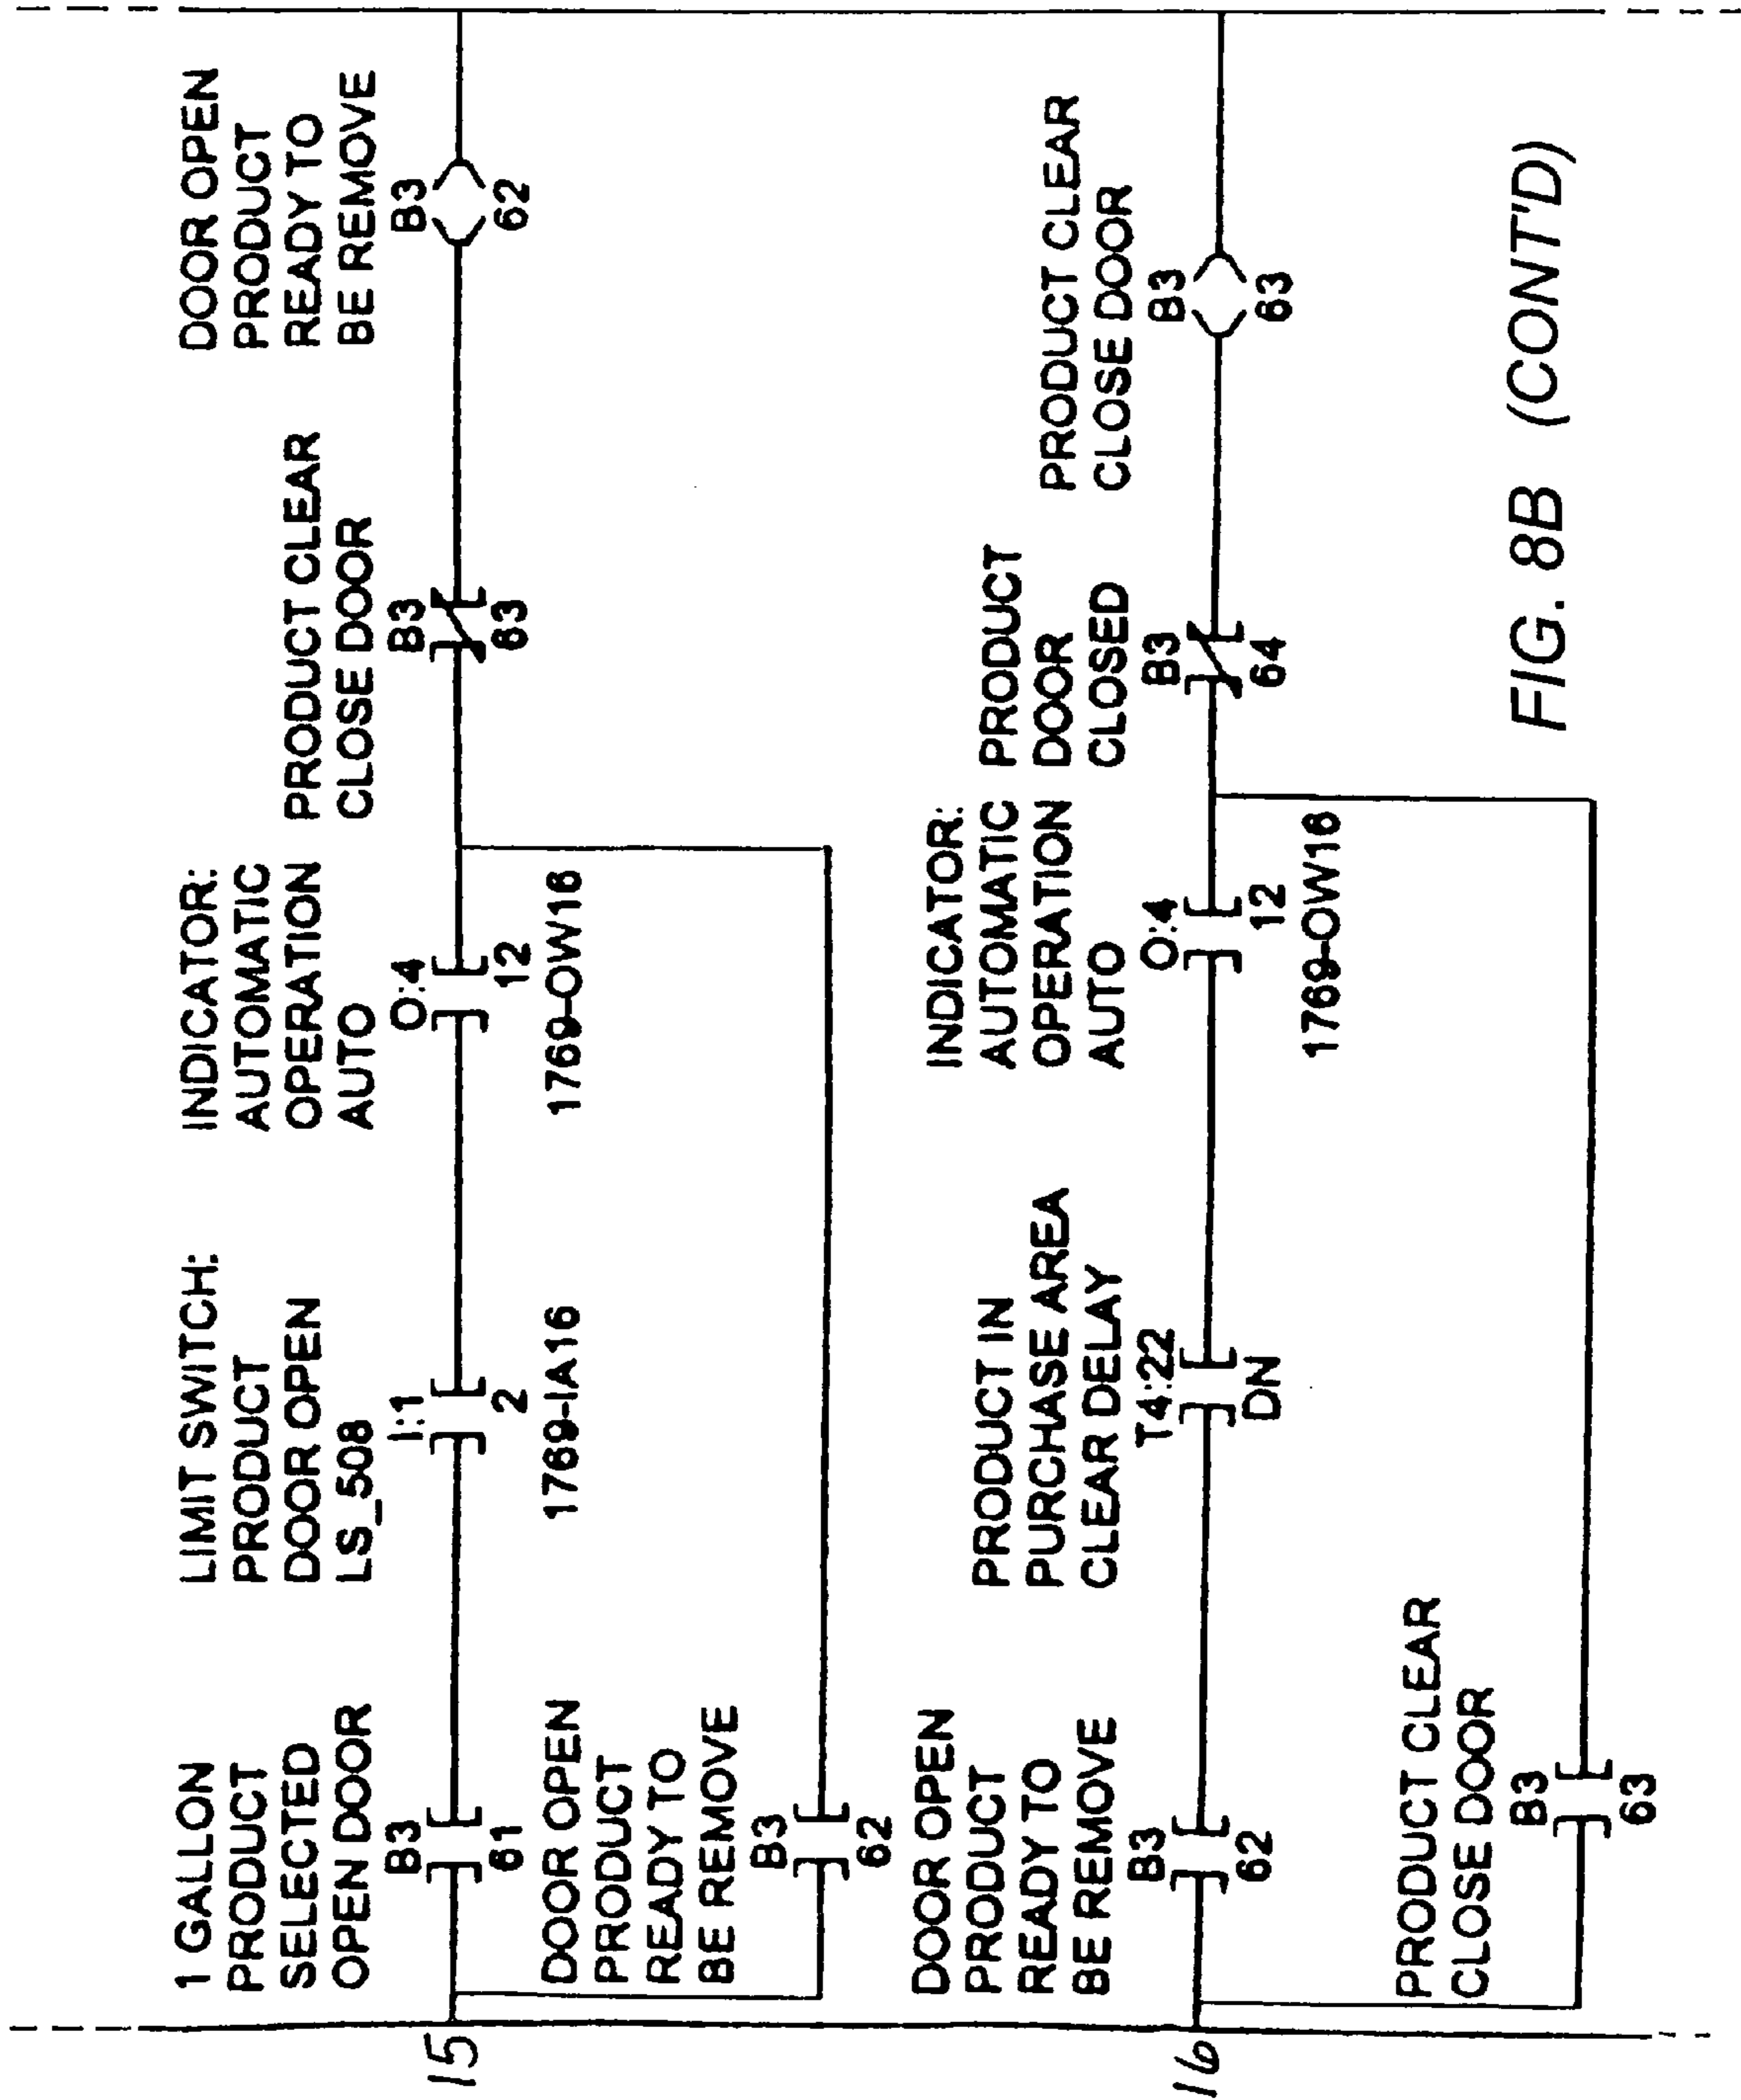 15
1 GALLON
PRODUCT
SELECTED
OPEN DOOR
B3
61
LIMIT SWITCH:
PRODUCT
DOOR OPEN
LS_508
I:1
2
1769-IA16
INDICATOR:
AUTOMATIC
OPERATION
AUTO
O:4
12
1769-OW16
PRODUCT CLEAR
CLOSE DOOR
B3
63
DOOR OPEN
PRODUCT
READY TO
BE REMOVE
B3
62
DOOR OPEN
PRODUCT
READY TO
BE REMOVE
B3
62
16
DOOR OPEN
PRODUCT
READY TO
BE REMOVE
B3
62
PRODUCT IN
PURCHASE AREA
CLEAR DELAY
T4:22
DN
INDICATOR:
AUTOMATIC
OPERATION
AUTO
O:4
12
1769-OW16
PRODUCT
DOOR
CLOSED
B3
64
PRODUCT CLEAR
CLOSE DOOR
B3
63
PRODUCT CLEAR
CLOSE DOOR
B3
63
FIG. 8B (CONT'D)